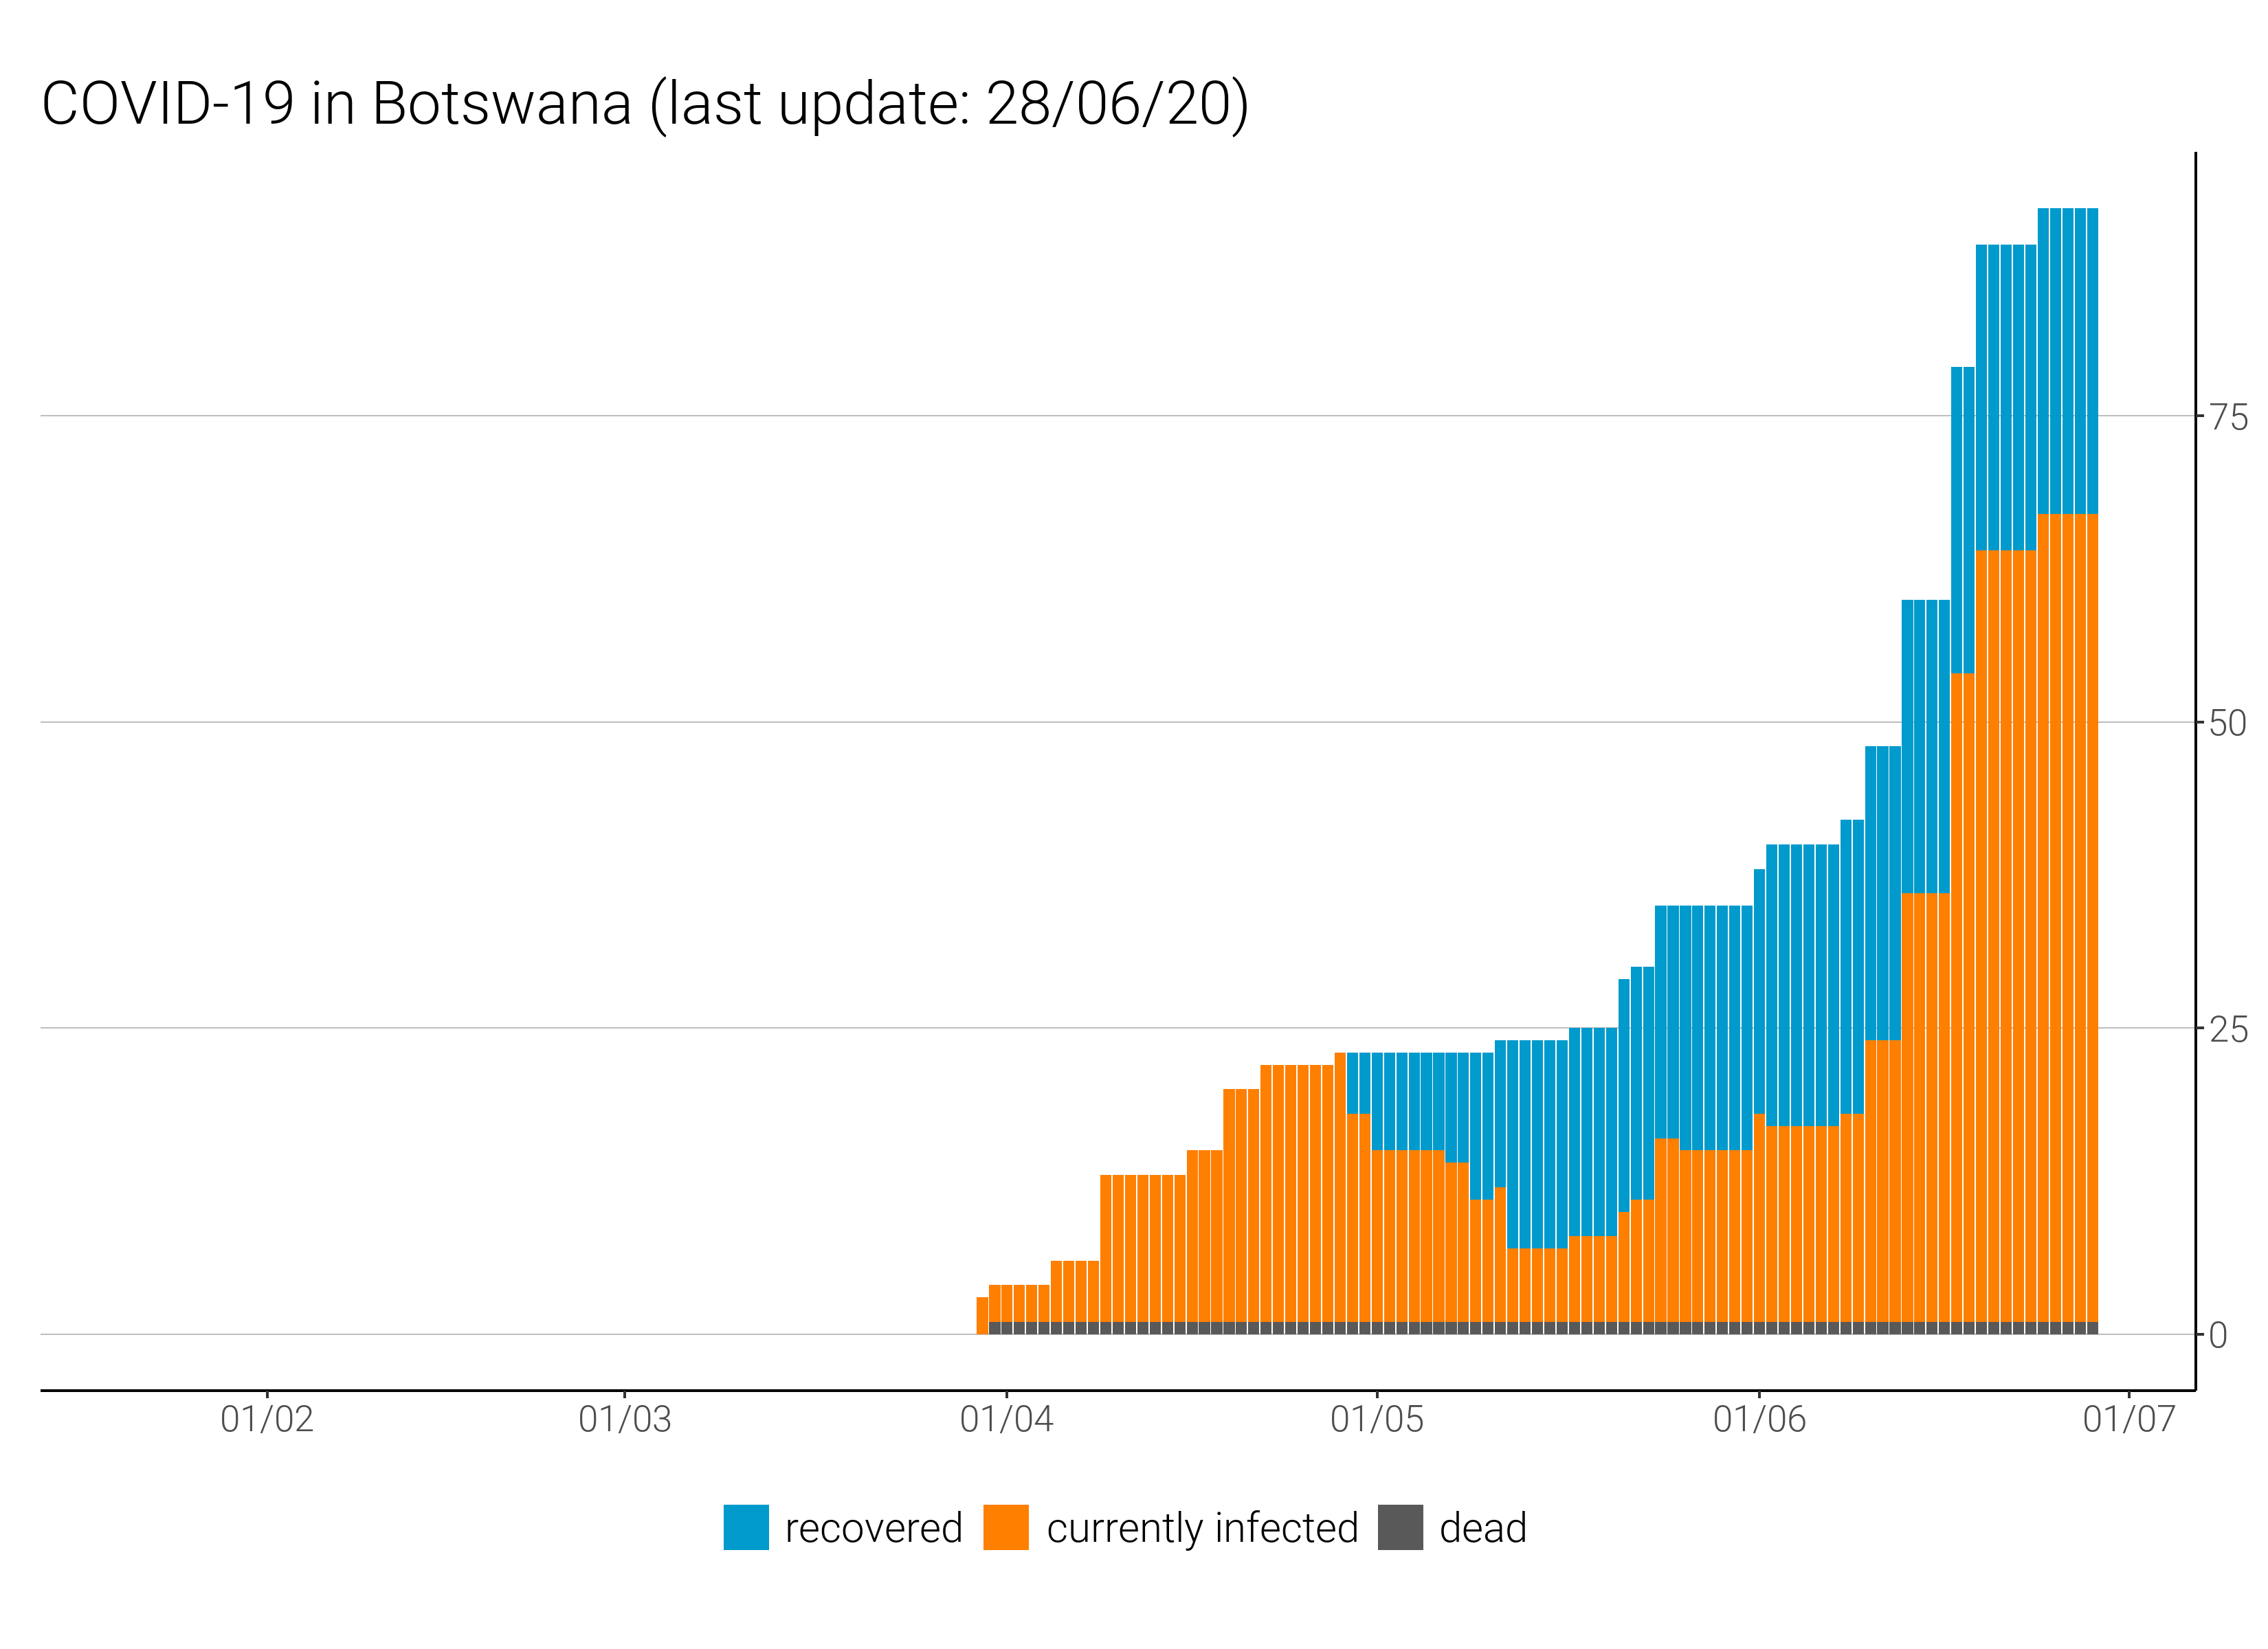 COVID-19 in Botswana (last update: 28/06/20)
75
50
25
0
01/02 01/03 01/04 01/05 01/06 01/07
recovered currently infected dead